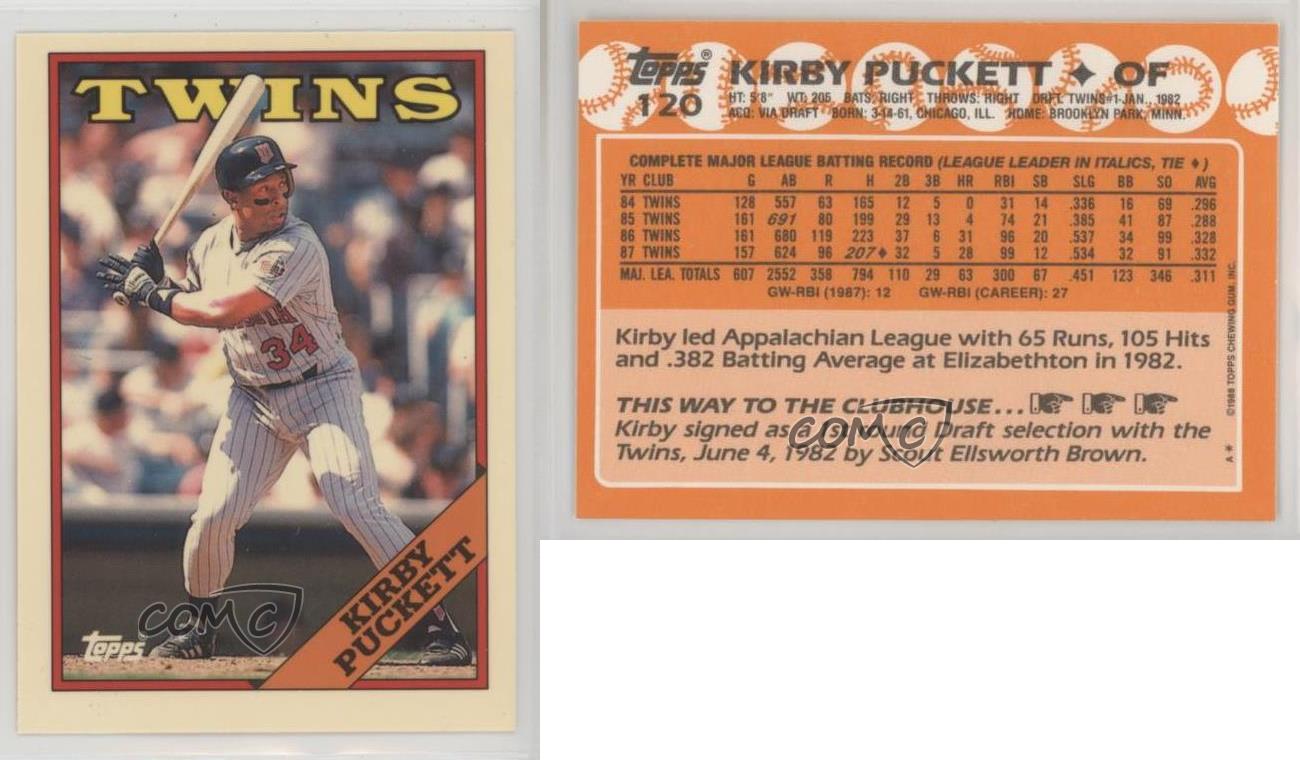 TWINS
34
KIRBY
PUCKETT
topps
COMC
topps®
120
KIRBY PUCKETT ✦ OF
HT: 5'8" WT: 205 BATS: RIGHT THROWS: RIGHT DRFT: TWINS#1-JAN., 1982
ACQ: VIA DRAFT BORN: 3-14-61, CHICAGO, ILL. HOME: BROOKLYN PARK, MINN.
COMPLETE MAJOR LEAGUE BATTING RECORD (LEAGUE LEADER IN ITALICS, TIE ♦)
YR CLUB G AB R H 2B 3B HR RBI SB SLG BB SO AVG
84 TWINS 128 557 63 165 12 5 0 31 14 .336 16 69 .296
85 TWINS 161 691 80 199 29 13 4 74 21 .385 41 87 .288
86 TWINS 161 680 119 223 37 6 31 96 20 .537 34 99 .328
87 TWINS 157 624 96 207♦ 32 5 28 99 12 .534 32 91 .332
MAJ. LEA. TOTALS 607 2552 358 794 110 29 63 300 67 .451 123 346 .311
GW-RBI (1987): 12 GW-RBI (CAREER): 27
Kirby led Appalachian League with 65 Runs, 105 Hits
and .382 Batting Average at Elizabethton in 1982.
THIS WAY TO THE CLUBHOUSE...
Kirby signed as 1st-round Draft selection with the
Twins, June 4, 1982 by Scout Ellsworth Brown.
COMC
A*
©1988 TOPPS CHEWING GUM, INC.